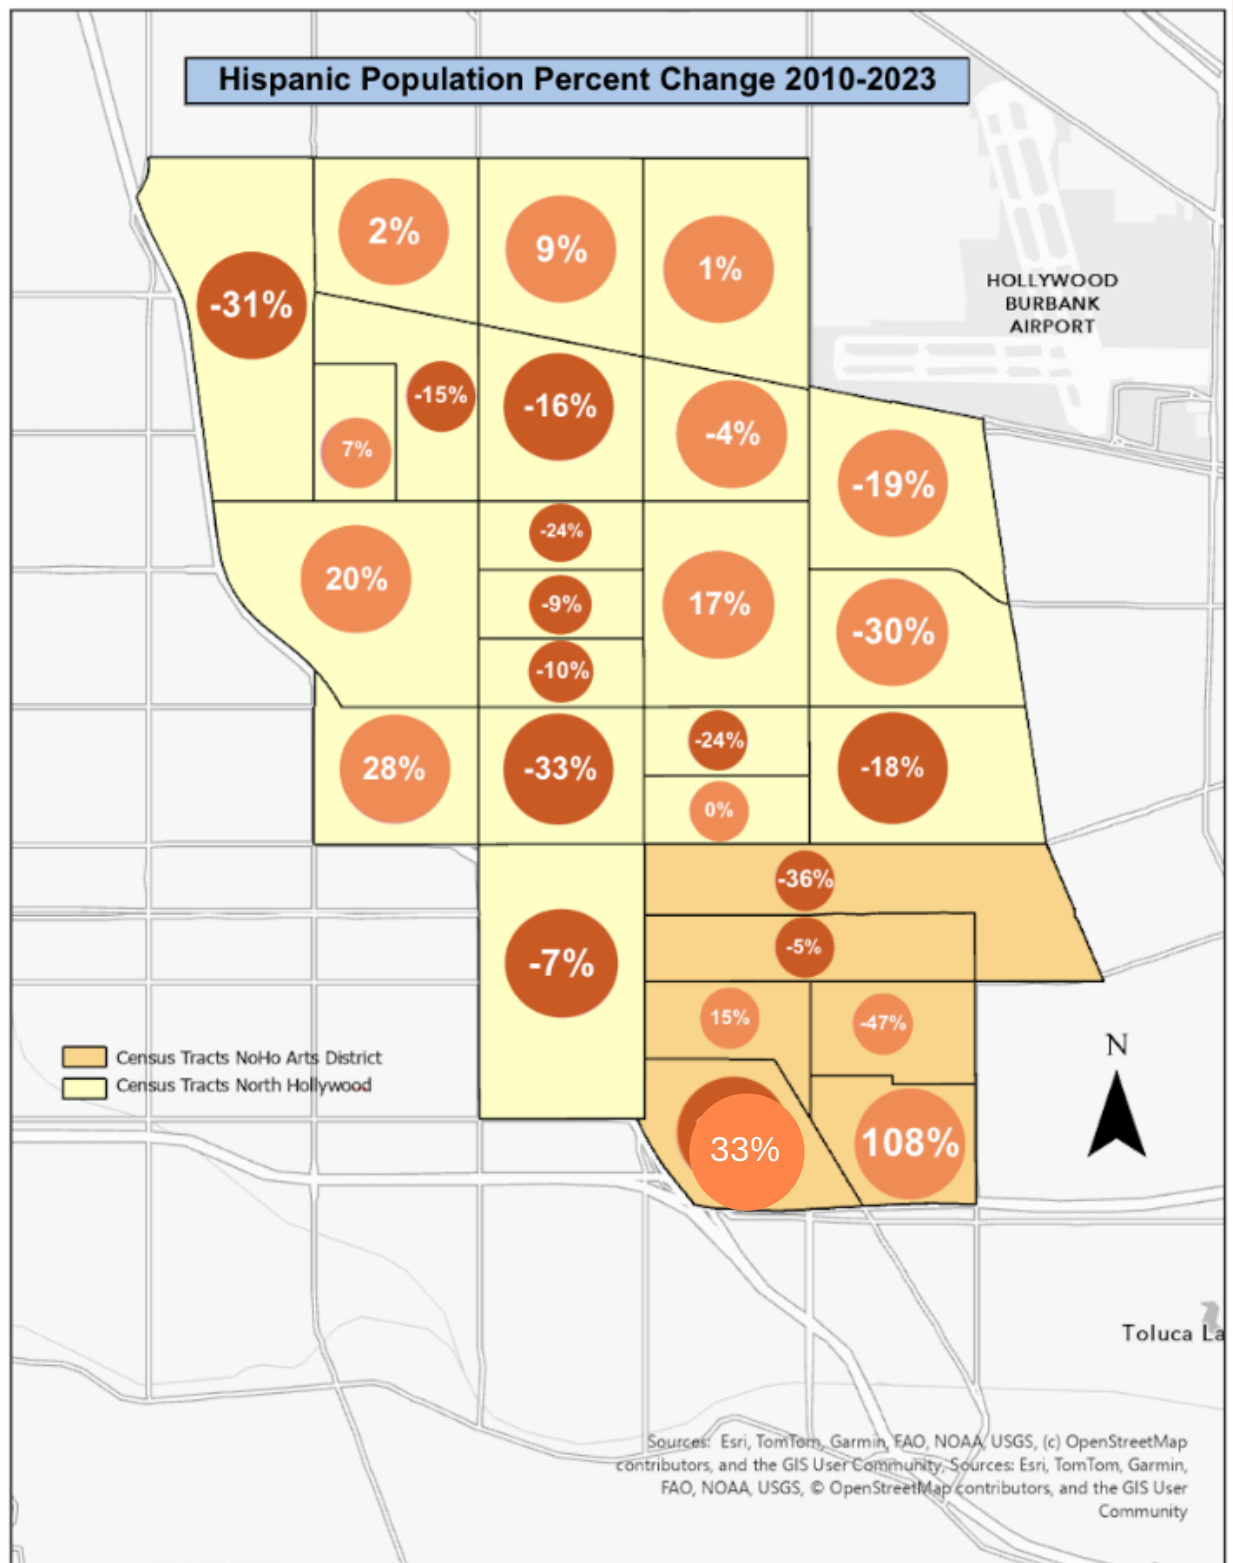 Hispanic Population Percent Change 2010-2023
2%
9%
1%
-31%
HOLLYWOOD
BURBANK
AIRPORT
-15%
-16%
-4%
7%
-19%
-24%
20%
-9%
17%
-30%
-10%
-24%
28%
-33%
-18%
0%
-36%
-5%
-7%
15%
-47%
N
Census Tracts NoHo Arts District
Census Tracts North Hollywood
33%
108%
Toluca La
Sources: Esri, TomTom, Garmin, FAO, NOAA, USGS, (c) OpenStreetMap
contributors, and the GIS User Community, Sources: Esri, TomTom, Garmin,
FAO, NOAA, USGS, © OpenStreetMap contributors, and the GIS User
Community